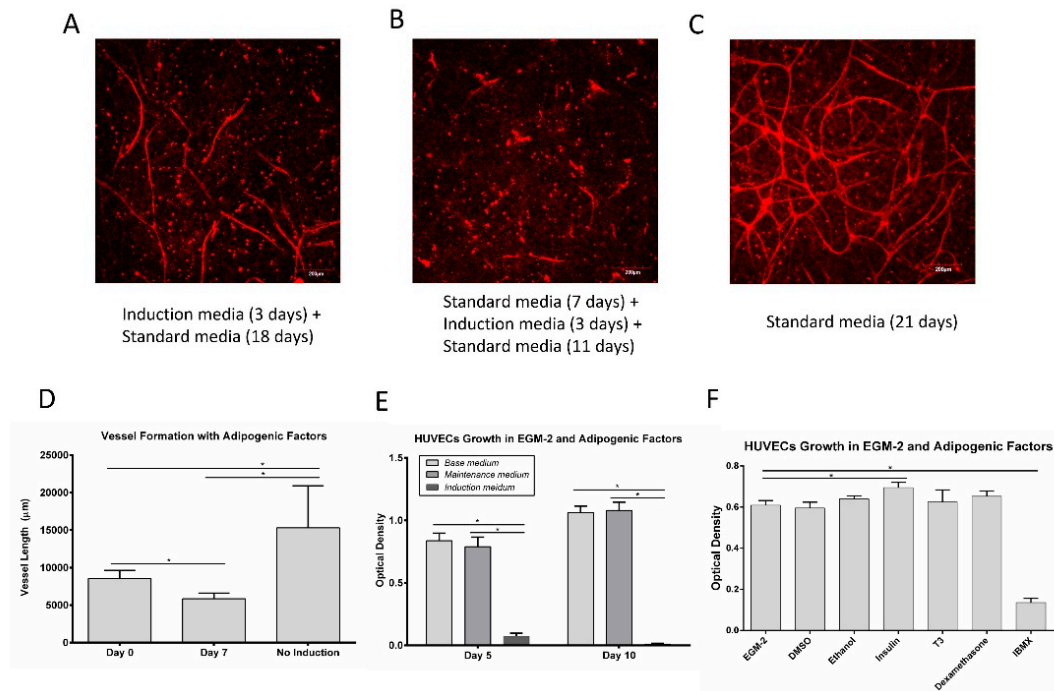 A
B
C
200µm
200µm
200µm
Induction media (3 days) +
Standard media (18 days)
Standard media (7 days) +
Induction media (3 days) +
Standard media (11 days)
Standard media (21 days)
D
Vessel Formation with Adipogenic Factors
Vessel Length (µm)
25000
20000
15000
10000
5000
0
*
*
*
Day 0
Day 7
No Induction
E
HUVECs Growth in EGM-2 and Adipogenic Factors
Optical Density
1.5
1.0
0.5
0.0
Base medium
Maintenance medium
Induction meidum
*
*
*
*
Day 5
Day 10
F
HUVECs Growth in EGM-2 and Adipogenic Factors
Optical Density
0.8
0.6
0.4
0.2
0.0
*
*
EGM-2
DMSO
Ethanol
Insulin
T3
Dexamethasone
IBMX